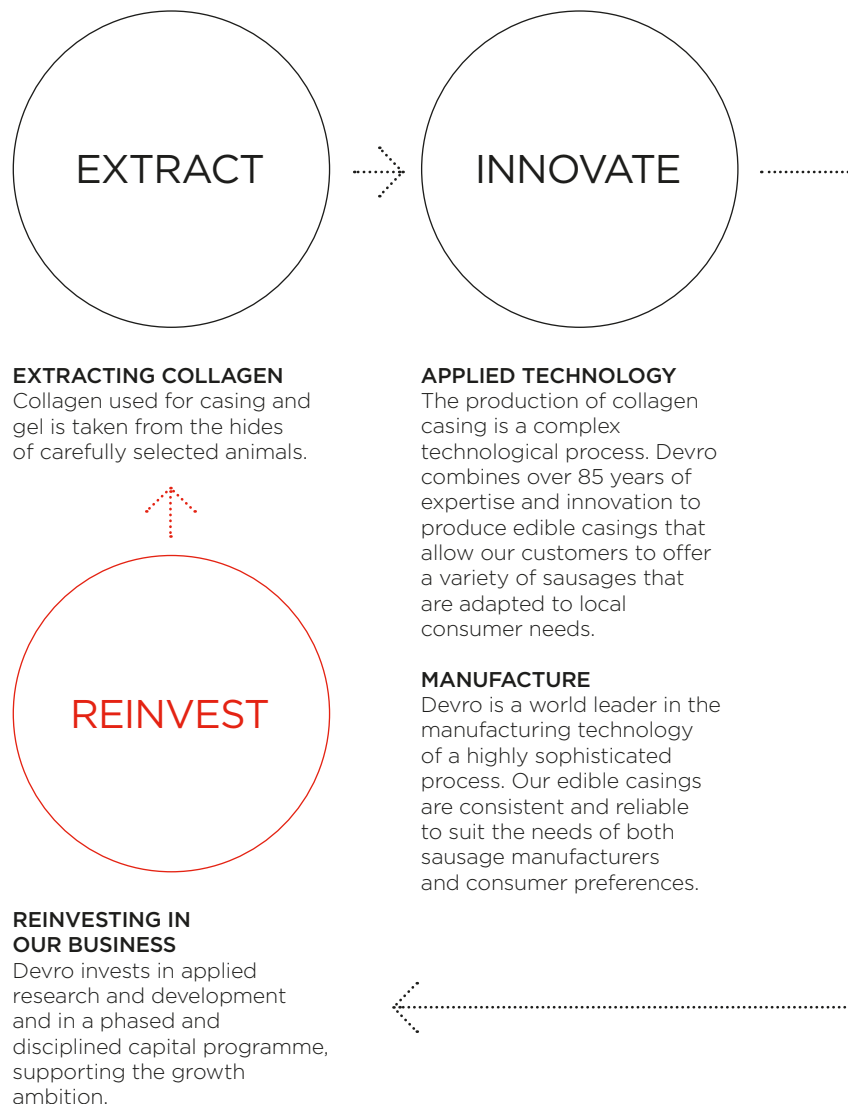 EXTRACT
INNOVATE
EXTRACTING COLLAGEN
Collagen used for casing and
gel is taken from the hides
of carefully selected animals.
APPLIED TECHNOLOGY
The production of collagen
casing is a complex
technological process. Devro
combines over 85 years of
expertise and innovation to
produce edible casings that
allow our customers to offer
a variety of sausages that
are adapted to local
consumer needs.
MANUFACTURE
Devro is a world leader in the
manufacturing technology
of a highly sophisticated
process. Our edible casings
are consistent and reliable
to suit the needs of both
sausage manufacturers
and consumer preferences.
REINVEST
REINVESTING IN
OUR BUSINESS
Devro invests in applied
research and development
and in a phased and
disciplined capital programme,
supporting the growth
ambition.